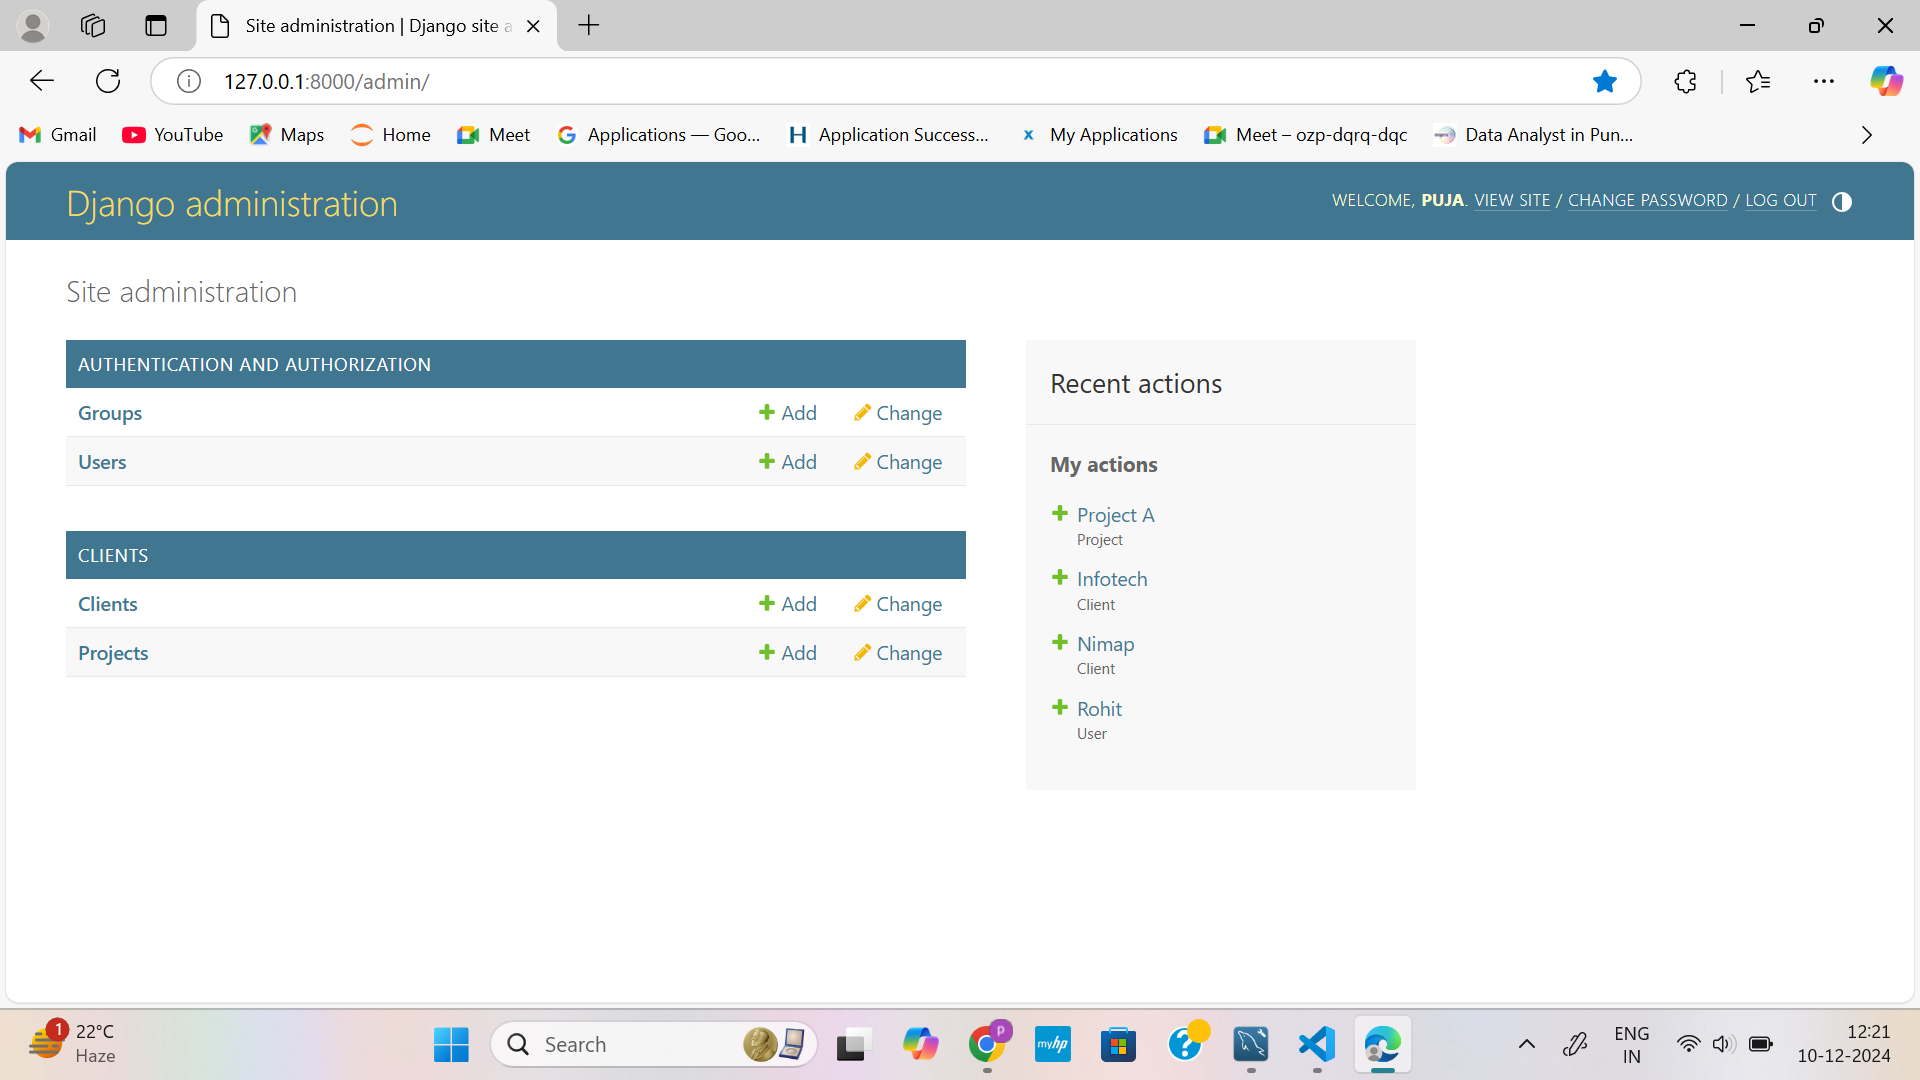 Site administration | Django site a
127.0.0.1:8000/admin/
Gmail YouTube Maps Home Meet Applications — Goo... Application Success... My Applications Meet – ozp-dqrq-dqc Data Analyst in Pun...
Django administration
WELCOME, PUJA. VIEW SITE / CHANGE PASSWORD / LOG OUT
Site administration
AUTHENTICATION AND AUTHORIZATION
Groups Add Change
Users Add Change
CLIENTS
Clients Add Change
Projects Add Change
Recent actions
My actions
Project A
Project
Infotech
Client
Nimap
Client
Rohit
User
1
22°C
Haze
Search
P
myhp
ENG
IN
12:21
10-12-2024